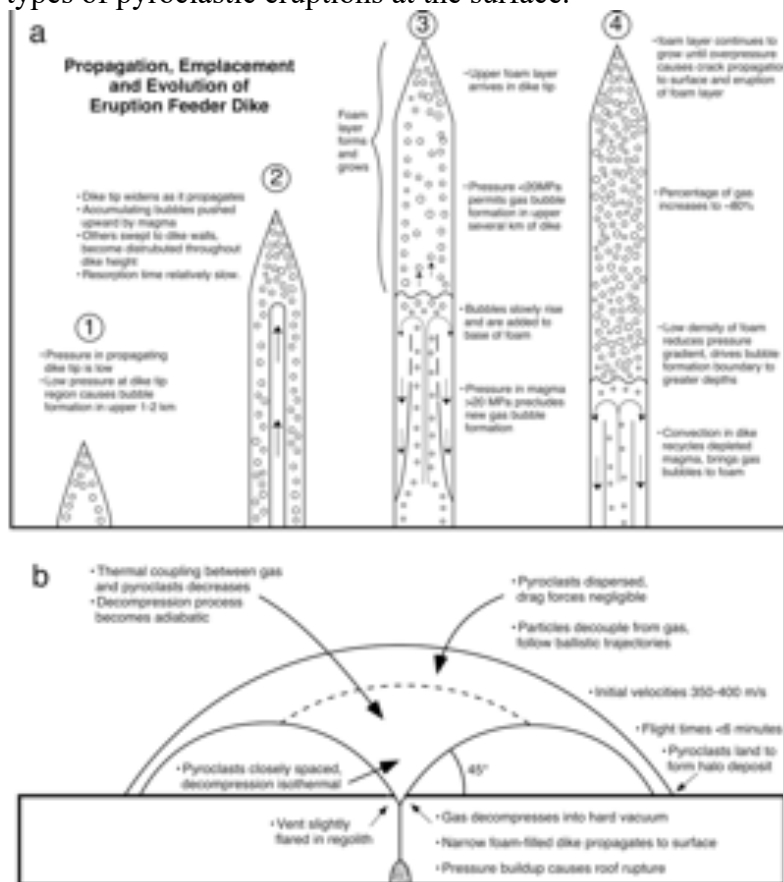 types of pyroclastic eruptions at the surface.
a
Propagation, Emplacement
and Evolution of
Eruption Feeder Dike
1
•Pressure in propagating
dike tip is low
•Low pressure at dike tip
region causes bubble
formation in upper 1-2 km
2
•Dike tip widens as it propagates
•Accumulating bubbles pushed
upward by magma
•Others swept to dike walls,
become distrubuted throughout
dike height
•Resorption time relatively slow.
3
Foam
layer
forms
and
grows
•Upper foam layer
arrives in dike tip
•Pressure <20MPa
permits gas bubble
formation in upper
several km of dike
•Bubbles slowly rise
and are added to
base of foam
•Pressure in magma
>20 MPa precludes
new gas bubble
formation
4
•foam layer continues to
grow until overpressure
causes crack propagation
to surface and eruption
of foam layer
•Percentage of gas
increases to ~80%
•Low density of foam
reduces pressure
gradient, drives bubble
formation boundary to
greater depths
•Convection in dike
recycles depleted
magma, brings gas
bubbles to foam
b
•Thermal coupling between gas
and pyroclasts decreases
•Decompression process
becomes adiabatic
•Pyroclasts dispersed,
drag forces negligible
•Particles decouple from gas,
follow ballistic trajectories
•Initial velocities 350-400 m/s
•Flight times <6 minutes
•Pyroclasts land to
form halo deposit
•Pyroclasts closely spaced,
decompression isothermal
45°
•Vent slightly
flared in regolith
•Gas decompresses into hard vacuum
•Narrow foam-filled dike propagates to surface
•Pressure buildup causes roof rupture